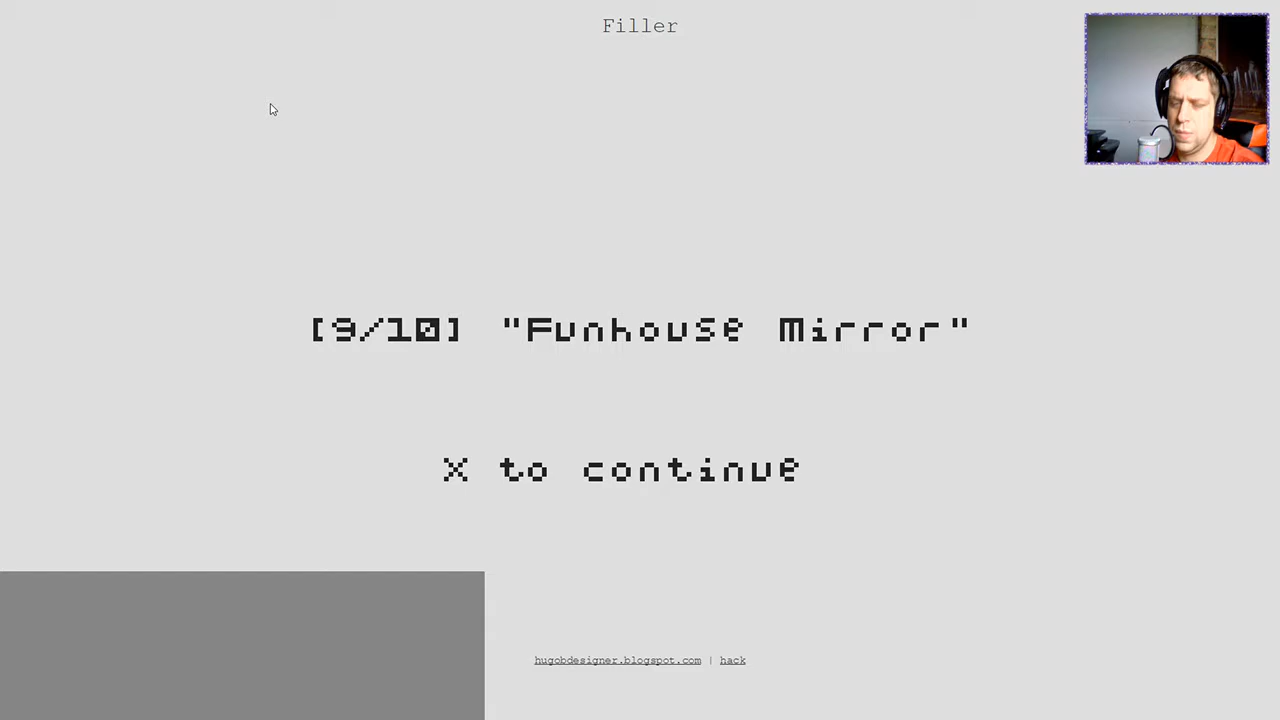 Filler
[9/10] "Funhouse Mirror"
X to continue
hugobdesigner.blogspot.com | hack